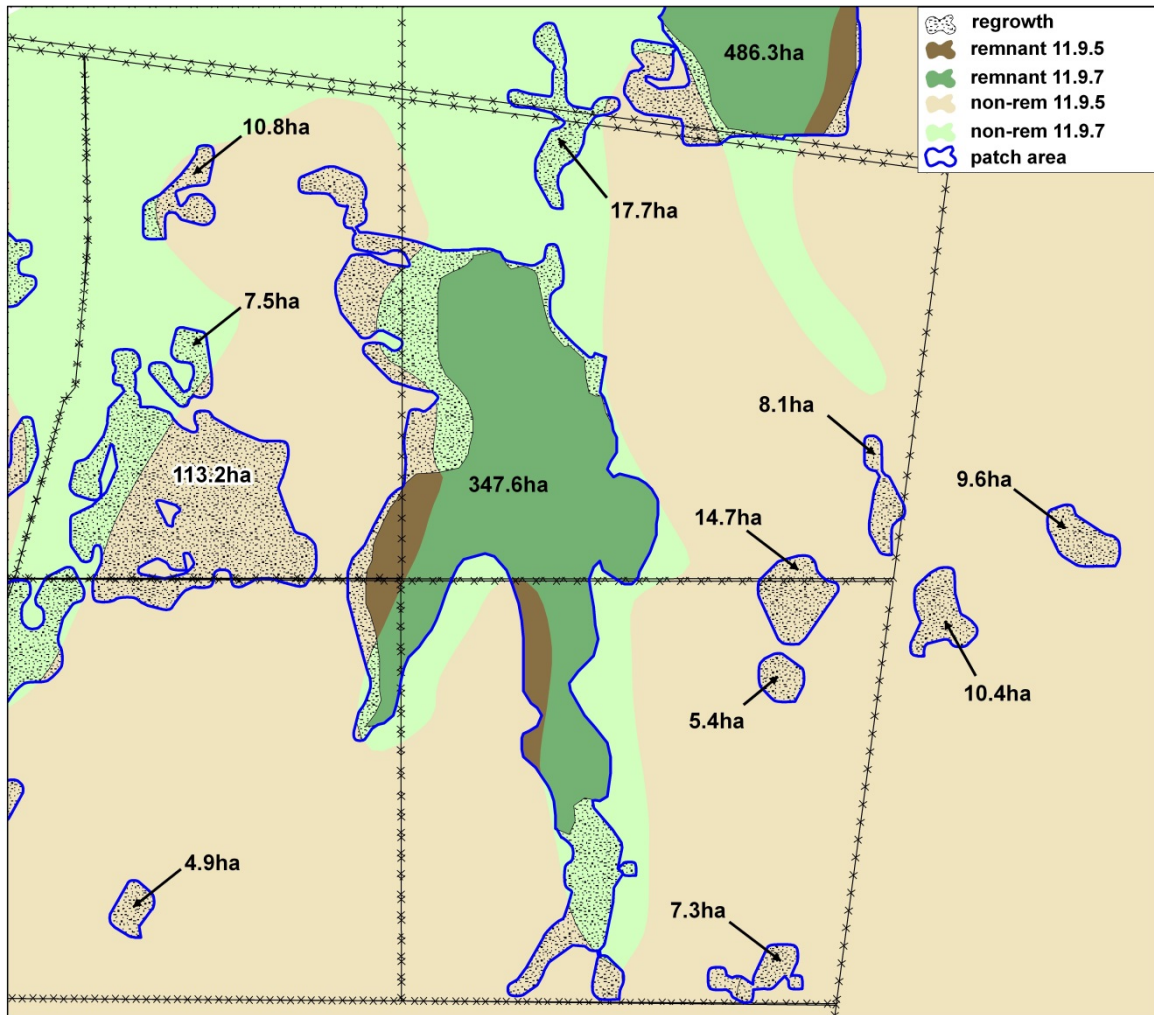 486.3ha
regrowth
remnant 11.9.5
remnant 11.9.7
non-rem 11.9.5
non-rem 11.9.7
patch area
10.8ha
17.7ha
7.5ha
8.1ha
113.2ha
347.6ha
9.6ha
14.7ha
5.4ha
10.4ha
4.9ha
7.3ha